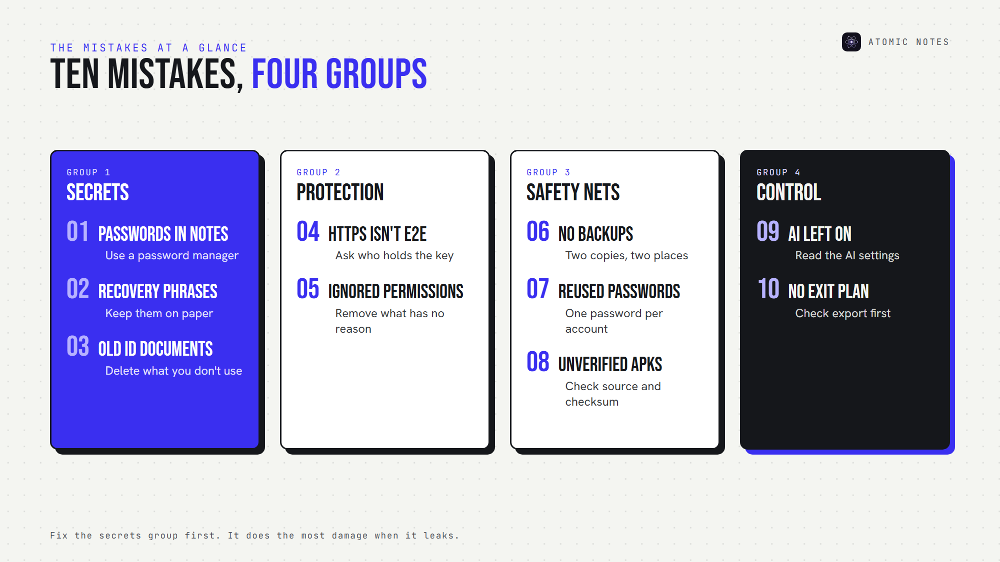 THE MISTAKES AT A GLANCE
TEN MISTAKES, FOUR GROUPS
ATOMIC NOTES
GROUP 1
SECRETS
01 PASSWORDS IN NOTES
Use a password manager
02 RECOVERY PHRASES
Keep them on paper
03 OLD ID DOCUMENTS
Delete what you don't use
GROUP 2
PROTECTION
04 HTTPS ISN'T E2E
Ask who holds the key
05 IGNORED PERMISSIONS
Remove what has no
reason
GROUP 3
SAFETY NETS
06 NO BACKUPS
Two copies, two places
07 REUSED PASSWORDS
One password per
account
08 UNVERIFIED APKS
Check source and
checksum
GROUP 4
CONTROL
09 AI LEFT ON
Read the AI settings
10 NO EXIT PLAN
Check export first
Fix the secrets group first. It does the most damage when it leaks.